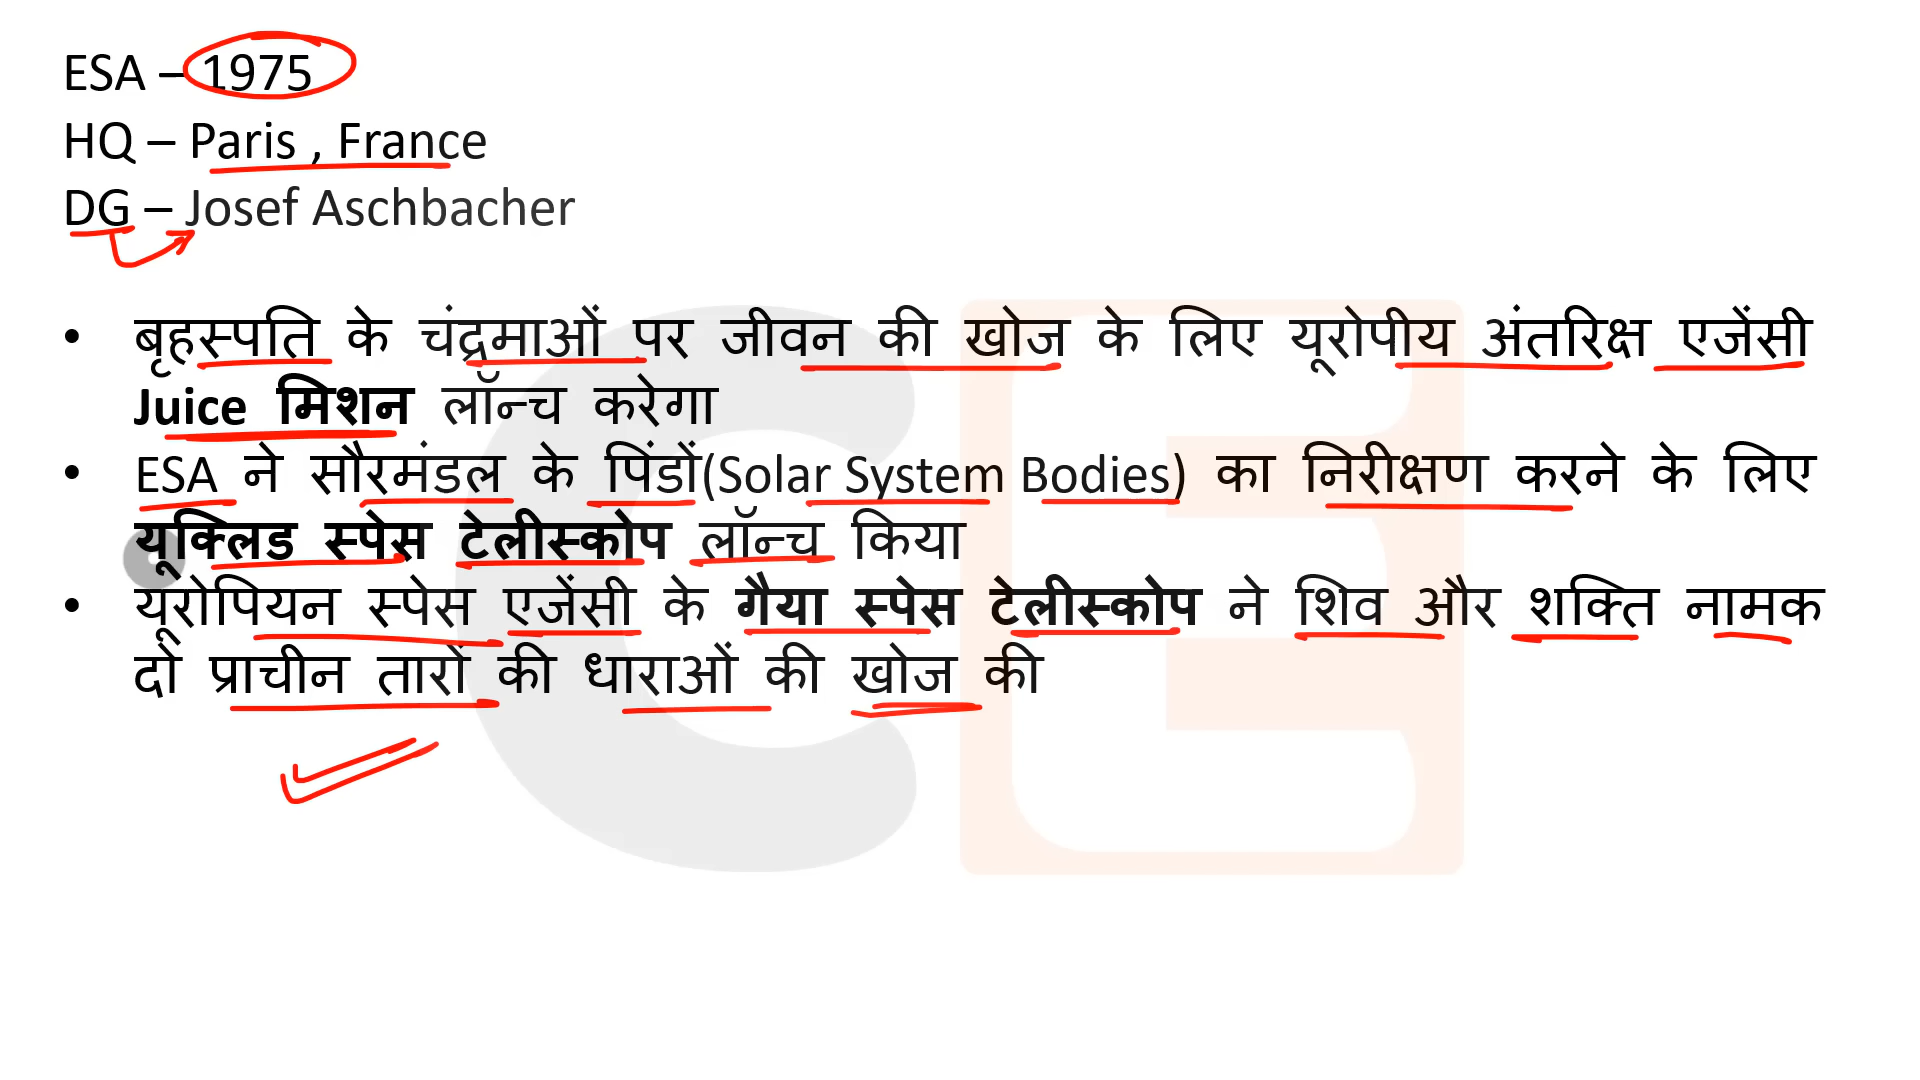 ESA – 1975
HQ – Paris , France
DG – Josef Aschbacher
• बृहस्पति के चंद्रमाओं पर जीवन की खोज के लिए यूरोपीय अंतरिक्ष एजेंसी
Juice मिशन लॉन्च करेगा
• ESA ने सौरमंडल के पिंडों(Solar System Bodies) का निरीक्षण करने के लिए
यूक्लिड स्पेस टेलीस्कोप लॉन्च किया
• यूरोपियन स्पेस एजेंसी के गैया स्पेस टेलीस्कोप ने शिव और शक्ति नामक
दो प्राचीन तारों की धाराओं की खोज की